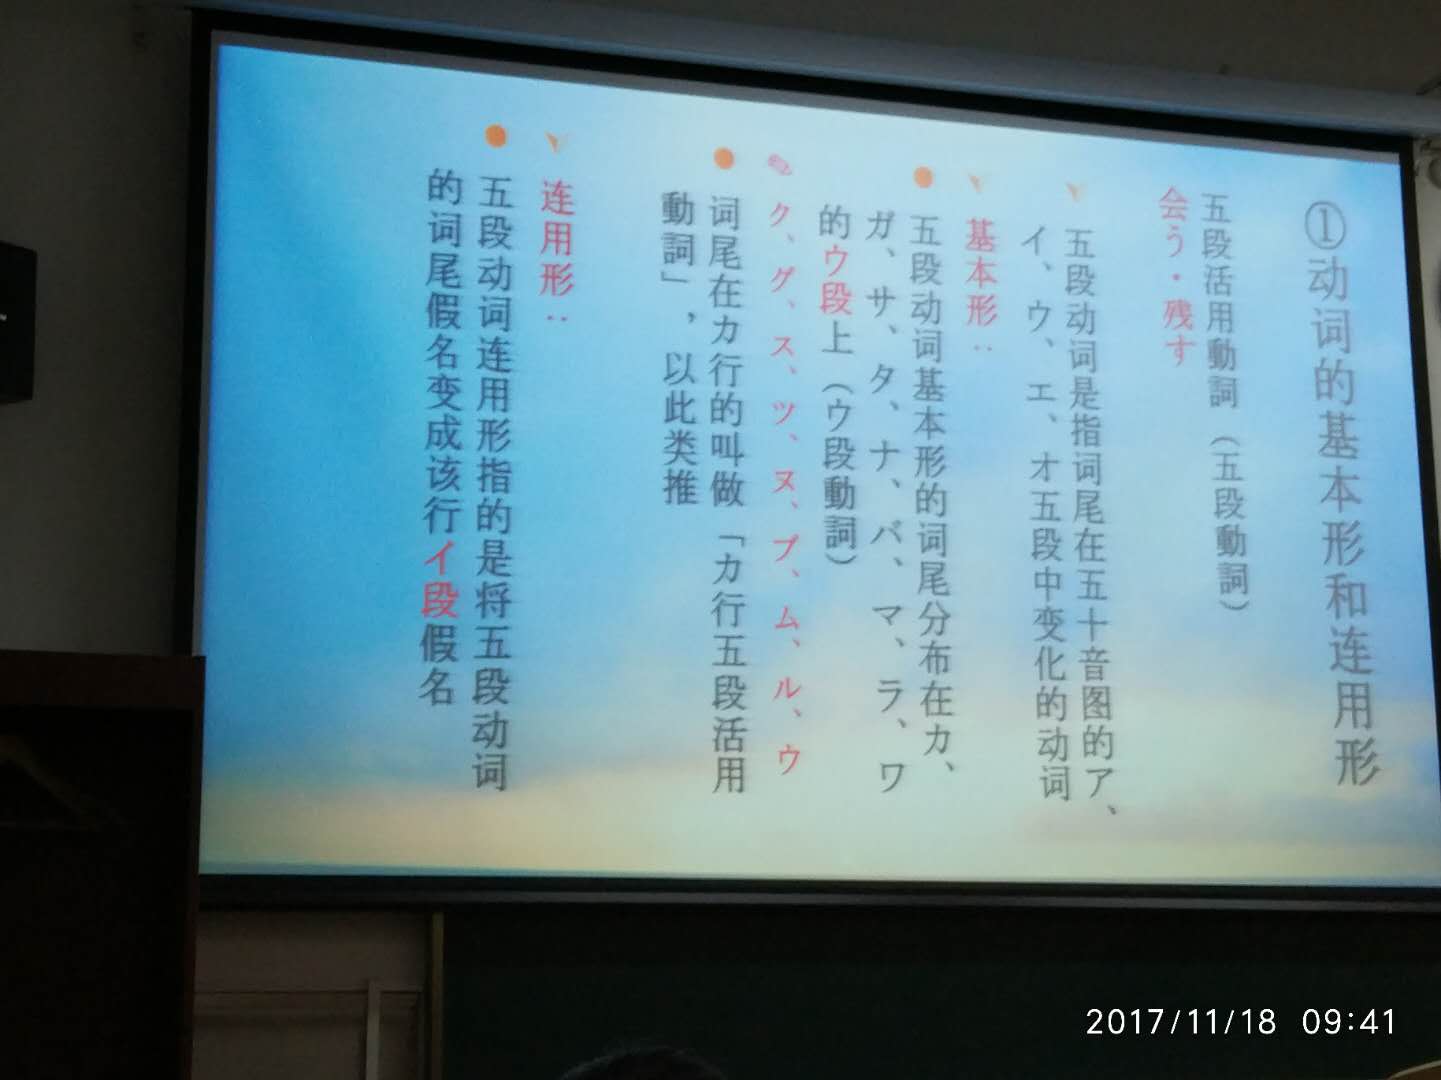 ①动词的基本形和连用形
五段活用動詞（五段動詞）
会う・残す
五段动词是指词尾在五十音图的ア、
イ、ウ、エ、オ五段中变化的动词
基本形：
五段动词基本形的词尾分布在カ、
ガ、サ、タ、ナ、バ、マ、ラ、ワ
的ウ段上（ウ段動詞）
ク、グ、ス、ツ、ヌ、ブ、ム、ル、ウ
词尾在カ行的叫做「カ行五段活用
動詞」，以此类推
连用形：
五段动词连用形指的是将五段动词
的词尾假名变成该行イ段假名
2017/11/18 09:41